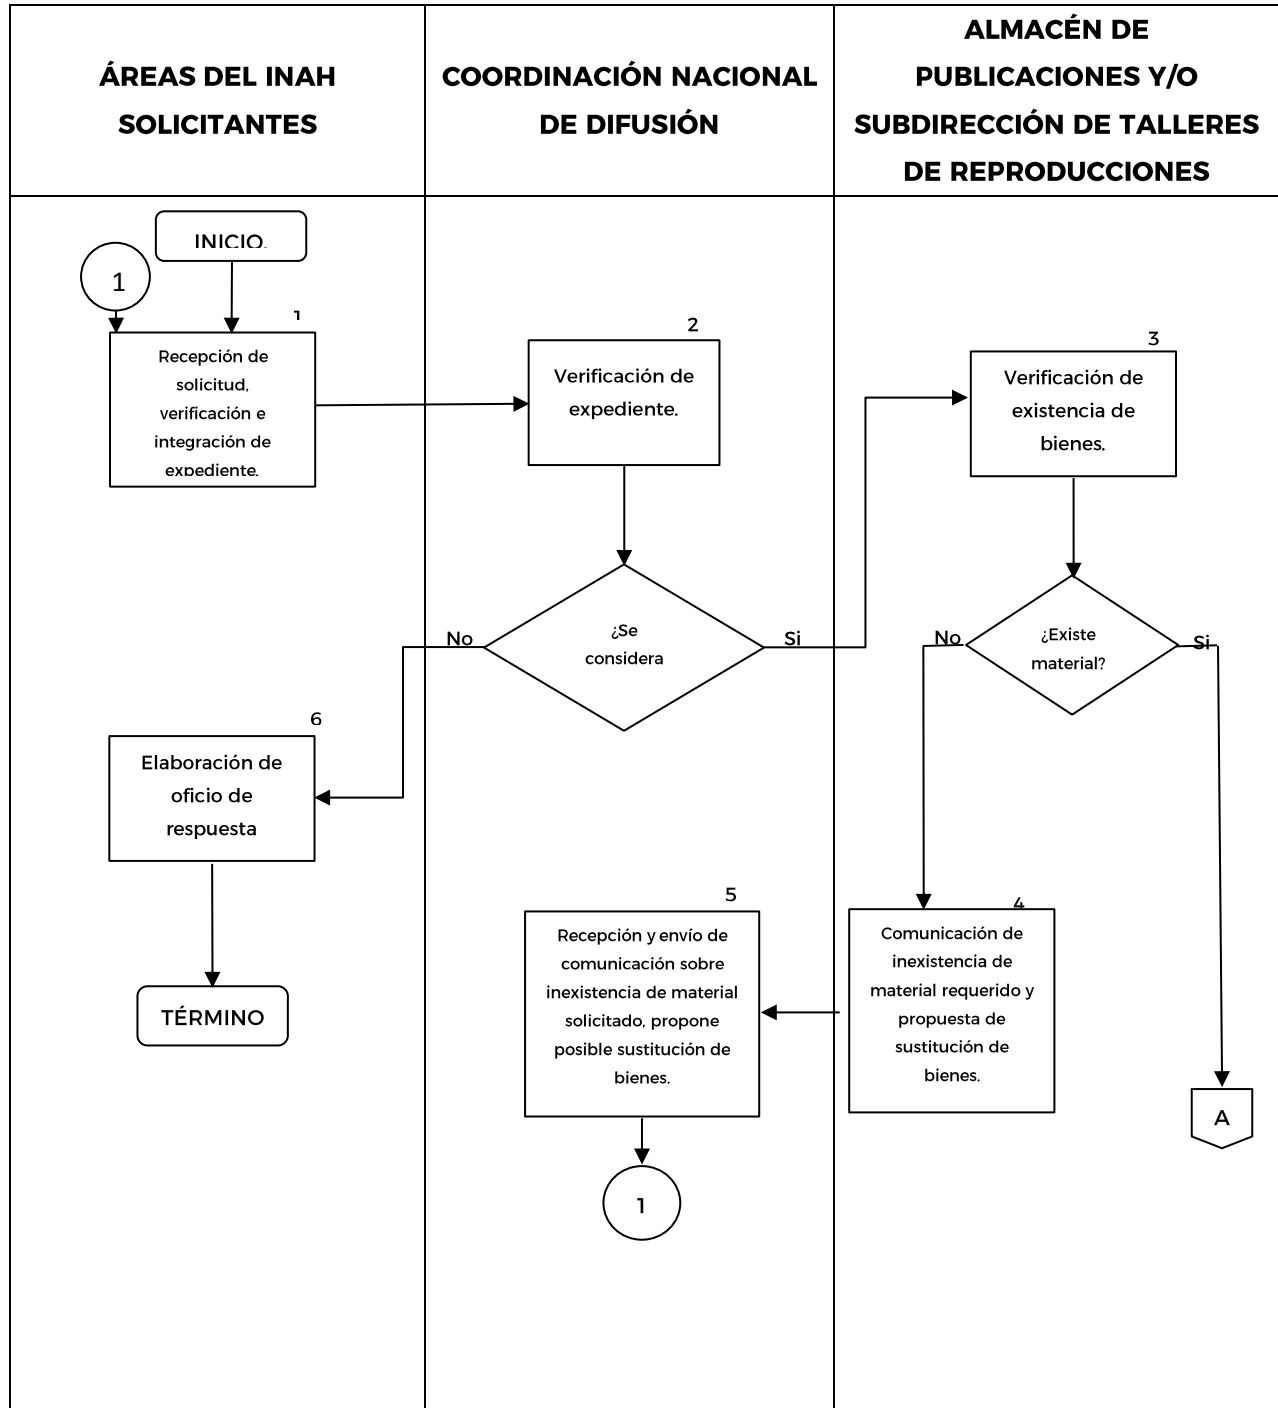 ÁREAS DEL INAH
SOLICITANTES
COORDINACIÓN NACIONAL
DE DIFUSIÓN
ALMACÉN DE
PUBLICACIONES Y/O
SUBDIRECCIÓN DE TALLERES
DE REPRODUCCIONES
INICIO.
1
1
Recepción de
solicitud,
verificación e
integración de
expediente.
2
Verificación de
expediente.
3
Verificación de
existencia de
bienes.
No
¿Se
considera
Si
No
¿Existe
material?
Si
6
Elaboración de
oficio de
respuesta
TÉRMINO
5
Recepción y envío de
comunicación sobre
inexistencia de material
solicitado, propone
posible sustitución de
bienes.
1
4
Comunicación de
inexistencia de
material requerido y
propuesta de
sustitución de
bienes.
A